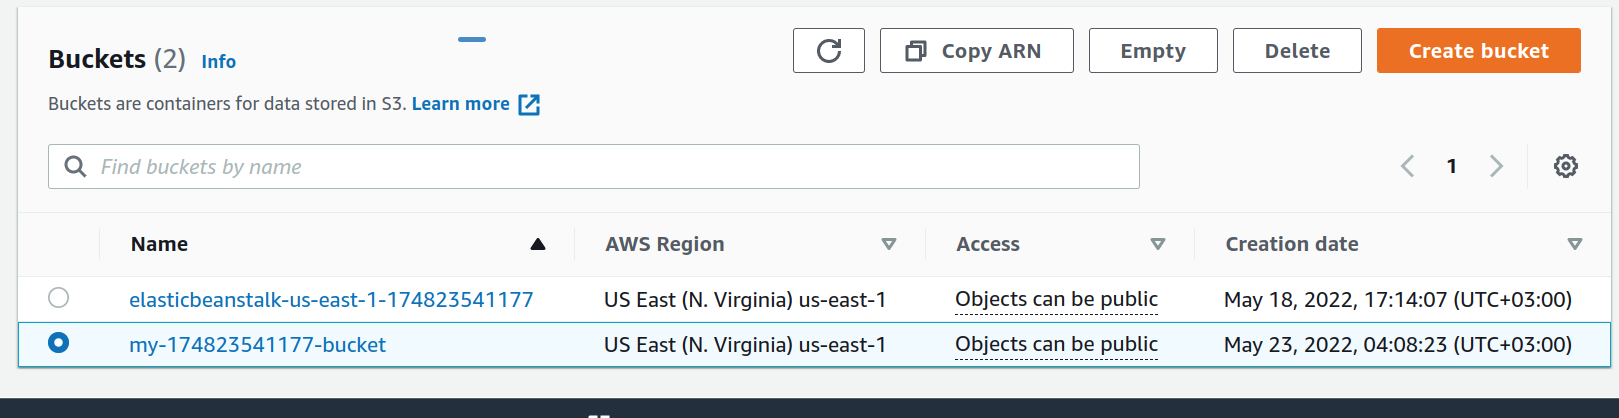 Buckets (2) Info
Copy ARN
Empty
Delete
Create bucket
Buckets are containers for data stored in S3. Learn more
Find buckets by name
1
Name AWS Region Access Creation date
elasticbeanstalk-us-east-1-174823541177 US East (N. Virginia) us-east-1 Objects can be public May 18, 2022, 17:14:07 (UTC+03:00)
my-174823541177-bucket US East (N. Virginia) us-east-1 Objects can be public May 23, 2022, 04:08:23 (UTC+03:00)